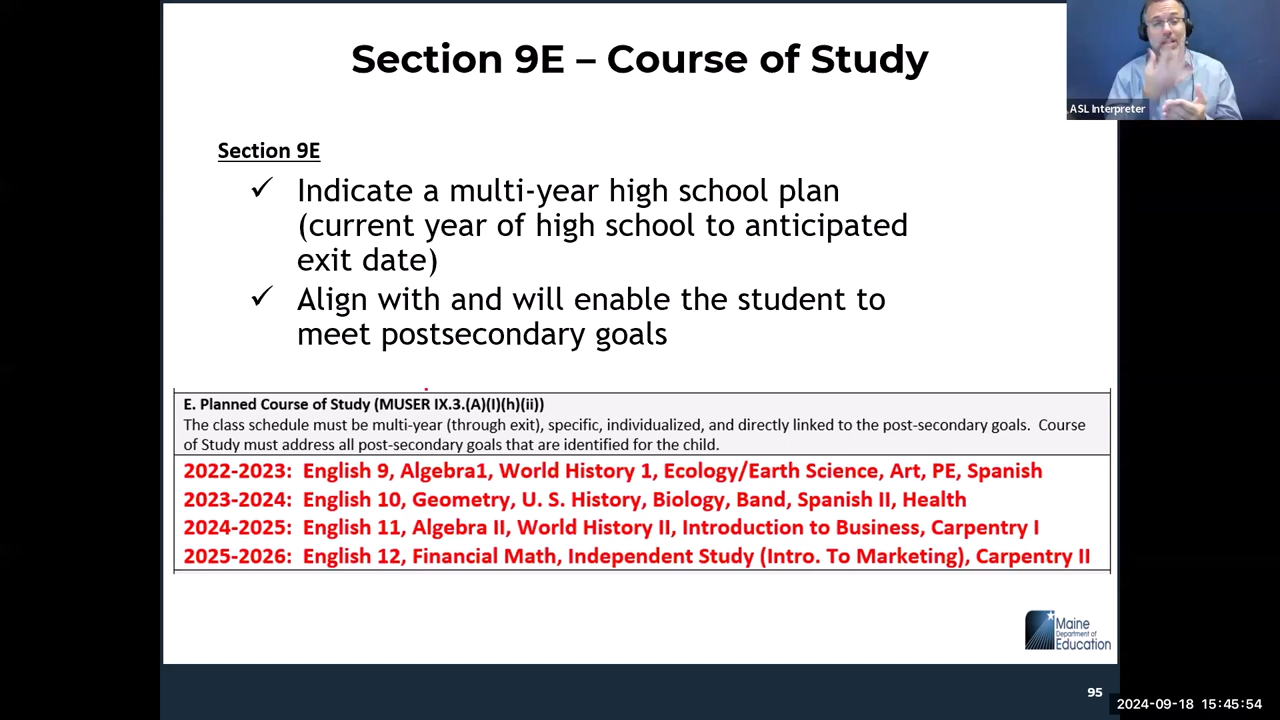 Section 9E – Course of Study
ASL Interpreter
Section 9E
✓ Indicate a multi-year high school plan
(current year of high school to anticipated
exit date)
✓ Align with and will enable the student to
meet postsecondary goals
E. Planned Course of Study (MUSER IX.3.(A)(I)(h)(ii))
The class schedule must be multi-year (through exit), specific, individualized, and directly linked to the post-secondary goals. Course
of Study must address all post-secondary goals that are identified for the child.
2022-2023: English 9, Algebra1, World History 1, Ecology/Earth Science, Art, PE, Spanish
2023-2024: English 10, Geometry, U. S. History, Biology, Band, Spanish II, Health
2024-2025: English 11, Algebra II, World History II, Introduction to Business, Carpentry I
2025-2026: English 12, Financial Math, Independent Study (Intro. To Marketing), Carpentry II
Maine
Department of
Education
95
2024-09-18 15:45:54